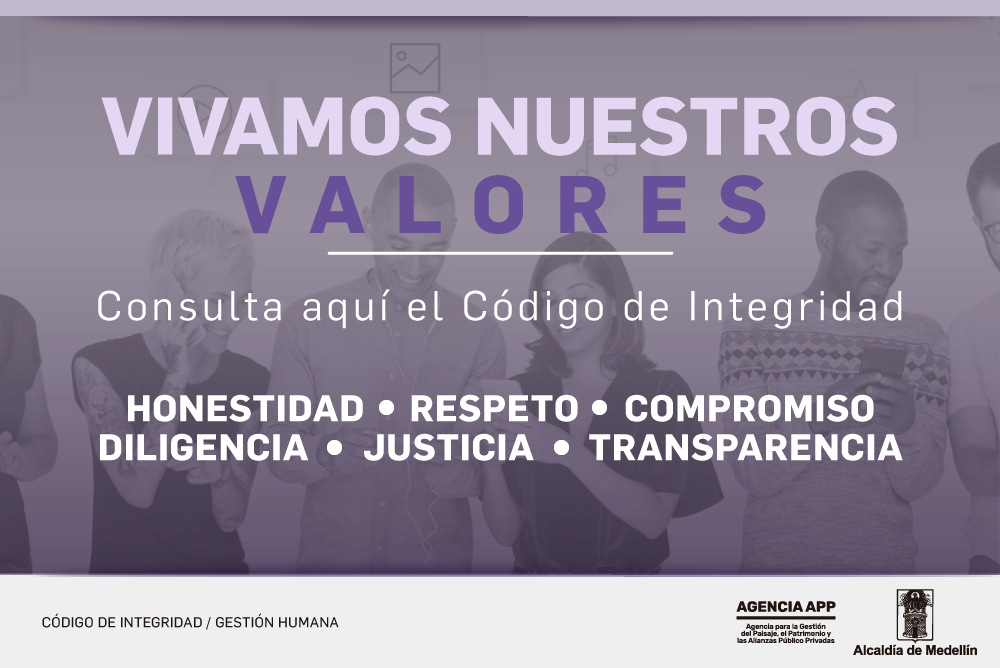 VIVAMOS NUESTROS
VALORES
Consulta aquí el Código de Integridad
HONESTIDAD • RESPETO • COMPROMISO
DILIGENCIA • JUSTICIA • TRANSPARENCIA
CÓDIGO DE INTEGRIDAD / GESTIÓN HUMANA
AGENCIA APP
Agencia para la Gestión
del Paisaje, el Patrimonio y
las Alianzas Público Privadas
Alcaldía de Medellín